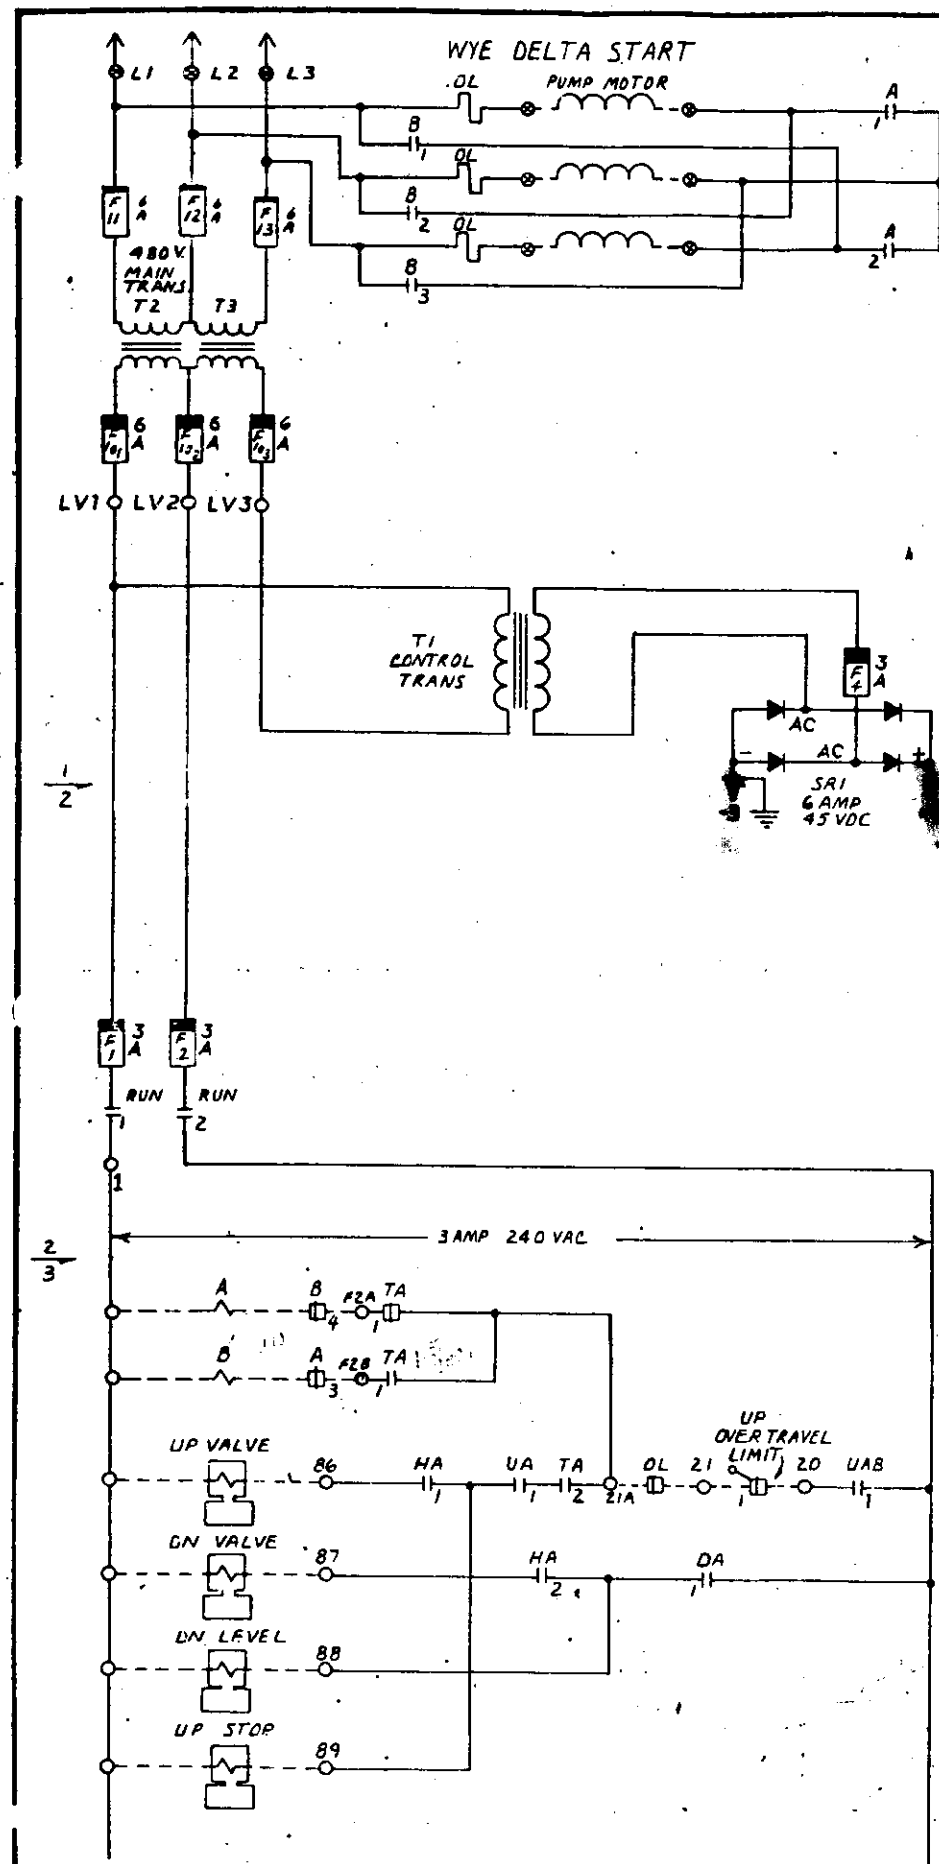 WYE DELTA START
L1 L2 L3
OL PUMP MOTOR A
1
B
1
OL
B
2
OL A
2
B
3
F 11 6 A
F 12 6 A
F 13 6 A
480V.
MAIN
TRANS.
T2 T3
F 101 6 A
F 102 6 A
F 103 6 A
LV1 LV2 LV3
T1
CONTROL
TRANS
F 4 3 A
AC
- AC +
SR1
6 AMP
45 VDC
1
2
F 1 3 A
F 2 3 A
RUN RUN
1 2
1
3 AMP 240 VAC
2
3
A B F2A TA
4 1
B A F2B TA
3 1
UP
OVER TRAVEL
LIMIT
UP VALVE 86 HA UA TA OL 21 20 UAB
1 1 2 21A 1 1
DN VALVE 87 HA DA
2 1
DN LEVEL 88
UP STOP 89